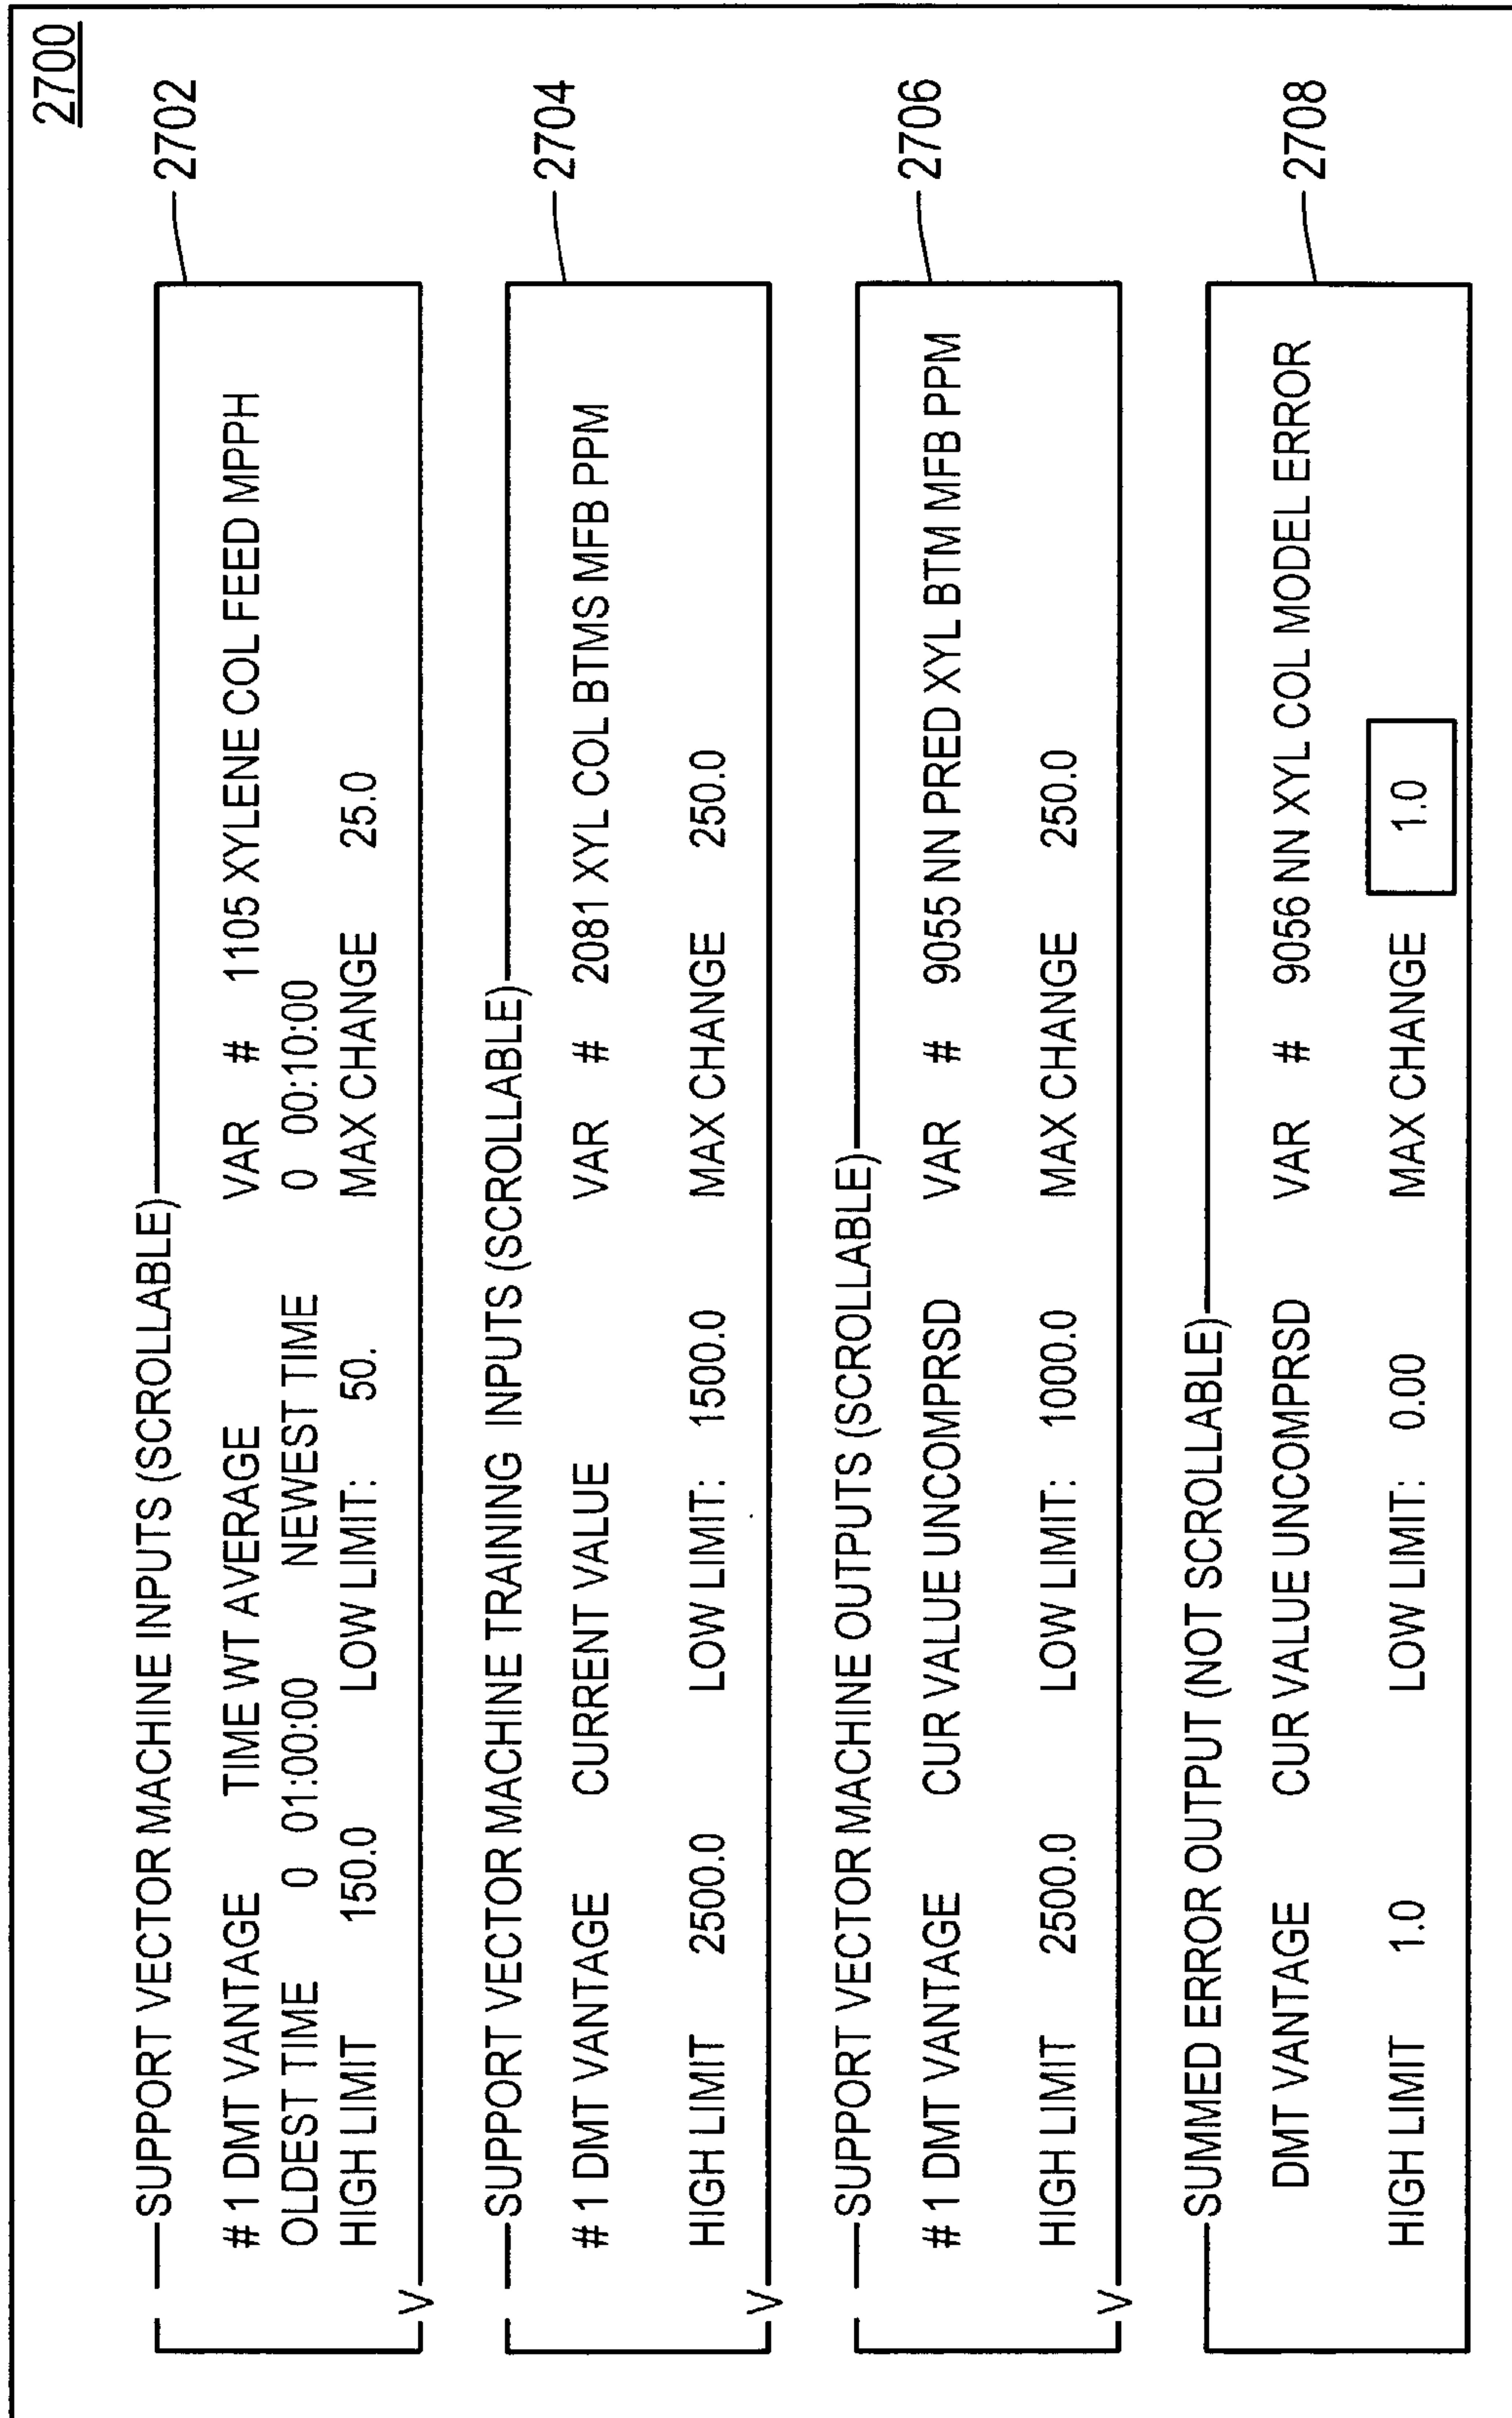 2700
SUPPORT VECTOR MACHINE INPUTS (SCROLLABLE)
2702
# 1 DMT VANTAGE TIME WT AVERAGE VAR # 1105 XYLENE COL FEED MPPH
OLDEST TIME 0 01:00:00 NEWEST TIME 0 00:10:00
HIGH LIMIT 150.0 LOW LIMIT: 50. MAX CHANGE 25.0
V
SUPPORT VECTOR MACHINE TRAINING INPUTS (SCROLLABLE)
2704
# 1 DMT VANTAGE CURRENT VALUE VAR # 2081 XYL COL BTMS MFB PPM
HIGH LIMIT 2500.0 LOW LIMIT: 1500.0 MAX CHANGE 250.0
V
SUPPORT VECTOR MACHINE OUTPUTS (SCROLLABLE)
2706
# 1 DMT VANTAGE CUR VALUE UNCOMPRSD VAR # 9055 NN PRED XYL BTM MFB PPM
HIGH LIMIT 2500.0 LOW LIMIT: 1000.0 MAX CHANGE 250.0
V
SUMMED ERROR OUTPUT (NOT SCROLLABLE)
2708
DMT VANTAGE CUR VALUE UNCOMPRSD VAR # 9056 NN XYL COL MODEL ERROR
HIGH LIMIT 1.0 LOW LIMIT: 0.00 MAX CHANGE 1.0